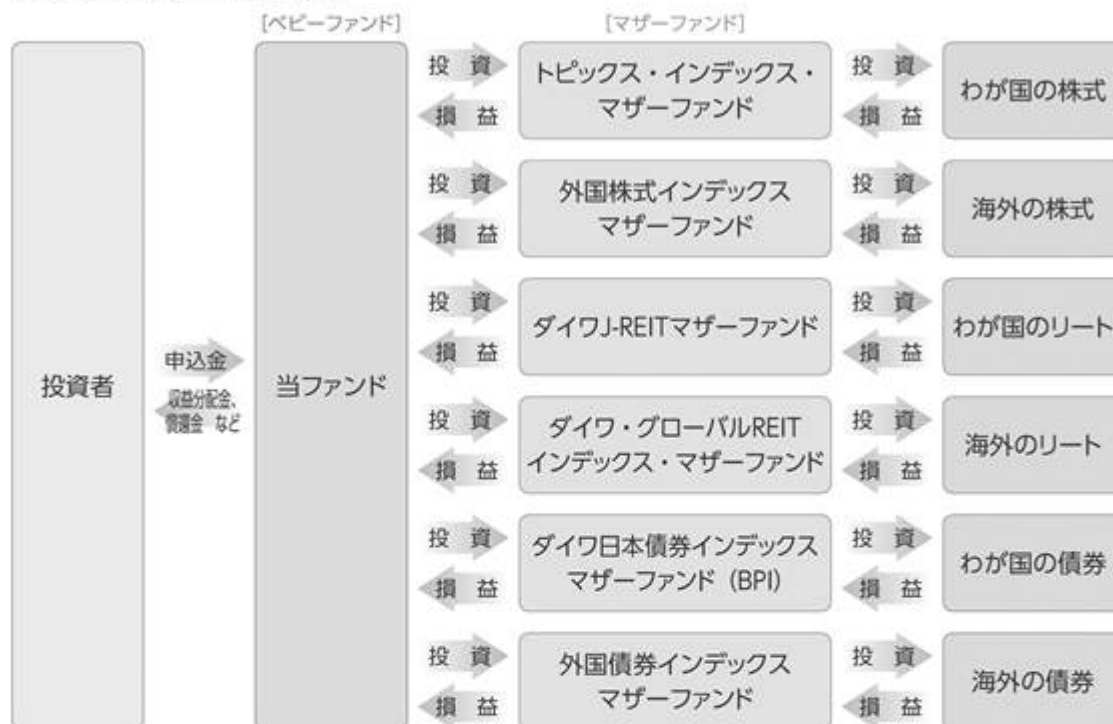 [ベビーファンド]
[マザーファンド]
投資者
申込金
収益分配金、
償還金 など
当ファンド
投 資
損 益
トピックス・インデックス・
マザーファンド
投 資
損 益
わが国の株式
投 資
損 益
外国株式インデックス
マザーファンド
投 資
損 益
海外の株式
投 資
損 益
ダイワJ-REITマザーファンド
投 資
損 益
わが国のリート
投 資
損 益
ダイワ・グローバルREIT
インデックス・マザーファンド
投 資
損 益
海外のリート
投 資
損 益
ダイワ日本債券インデックス
マザーファンド（BPI）
投 資
損 益
わが国の債券
投 資
損 益
外国債券インデックス
マザーファンド
投 資
損 益
海外の債券